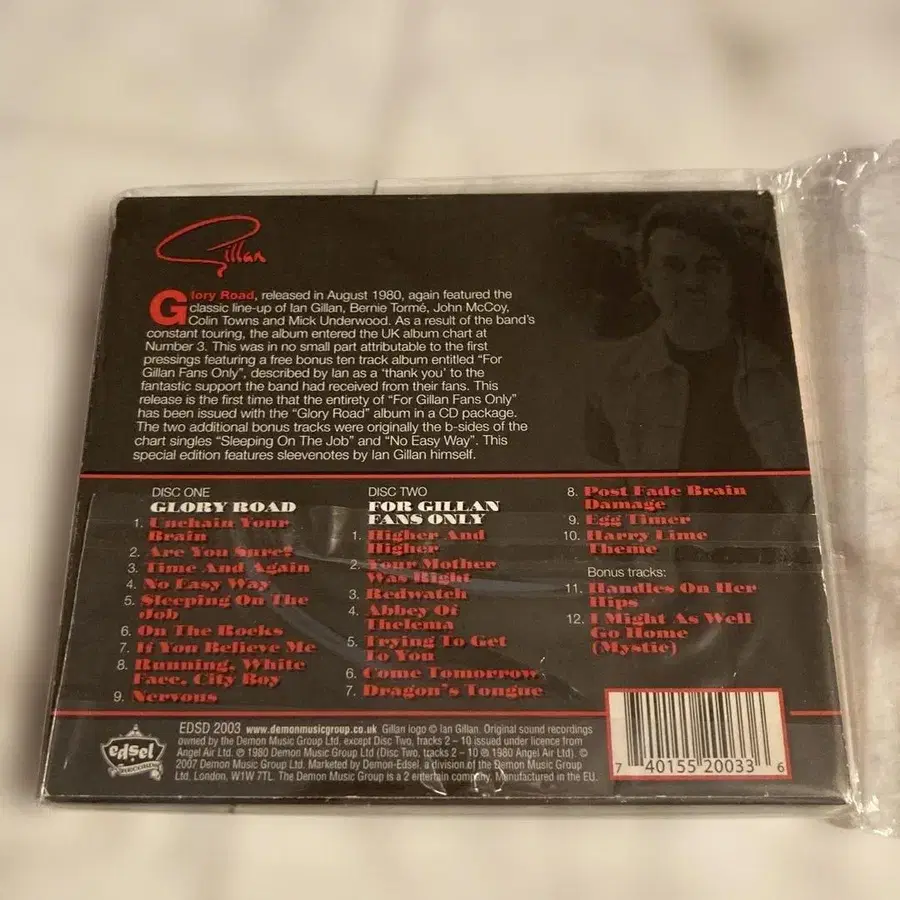 Gillan
Glory Road, released in August 1980, again featured the
classic line-up of Ian Gillan, Bernie Tormé, John McCoy,
Colin Towns and Mick Underwood. As a result of the band's
constant touring, the album entered the UK album chart at
Number 3. This was in no small part attributable to the first
pressings featuring a free bonus ten track album entitled “For
Gillan Fans Only”, described by Ian as a ‘thank you’ to the
fantastic support the band had received from their fans. This
release is the first time that the entirety of “For Gillan Fans Only”
has been issued with the “Glory Road” album in a CD package.
The two additional bonus tracks were originally the b-sides of the
chart singles “Sleeping On The Job” and “No Easy Way”. This
special edition features sleevenotes by Ian Gillan himself.
DISC ONE
GLORY ROAD
1. Unchain Your
Brain
2. Are You Sure?
3. Time And Again
4. No Easy Way
5. Sleeping On The
Job
6. On The Rocks
7. If You Believe Me
8. Running, White
Face, City Boy
9. Nervous
DISC TWO
FOR GILLAN
FANS ONLY
1. Higher And
Higher
2. Your Mother
Was Right
3. Redwatch
4. Abbey Of
Thelema
5. Trying To Get
To You
6. Come Tomorrow
7. Dragon's Tongue
8. Post Fade Brain
Damage
9. Egg Timer
10. Harry Lime
Theme
Bonus tracks:
11. Handles On Her
Hips
12. I Might As Well
Go Home
(Mystic)
edsel
RECORDS
EDSD 2003 www.demonmusicgroup.co.uk Gillan logo © Ian Gillan. Original sound recordings
owned by the Demon Music Group Ltd, except Disc Two, tracks 2 – 10 issued under licence from
Angel Air Ltd. ℗ 1980 Demon Music Group Ltd (Disc Two, tracks 2 – 10 ℗ 1980 Angel Air Ltd). ©
2007 Demon Music Group Ltd. Marketed by Demon-Edsel, a division of the Demon Music Group
Ltd, London, W1W 7TL. The Demon Music Group is a 2 entertain company. Manufactured in the EU.
7 40155 20033 6